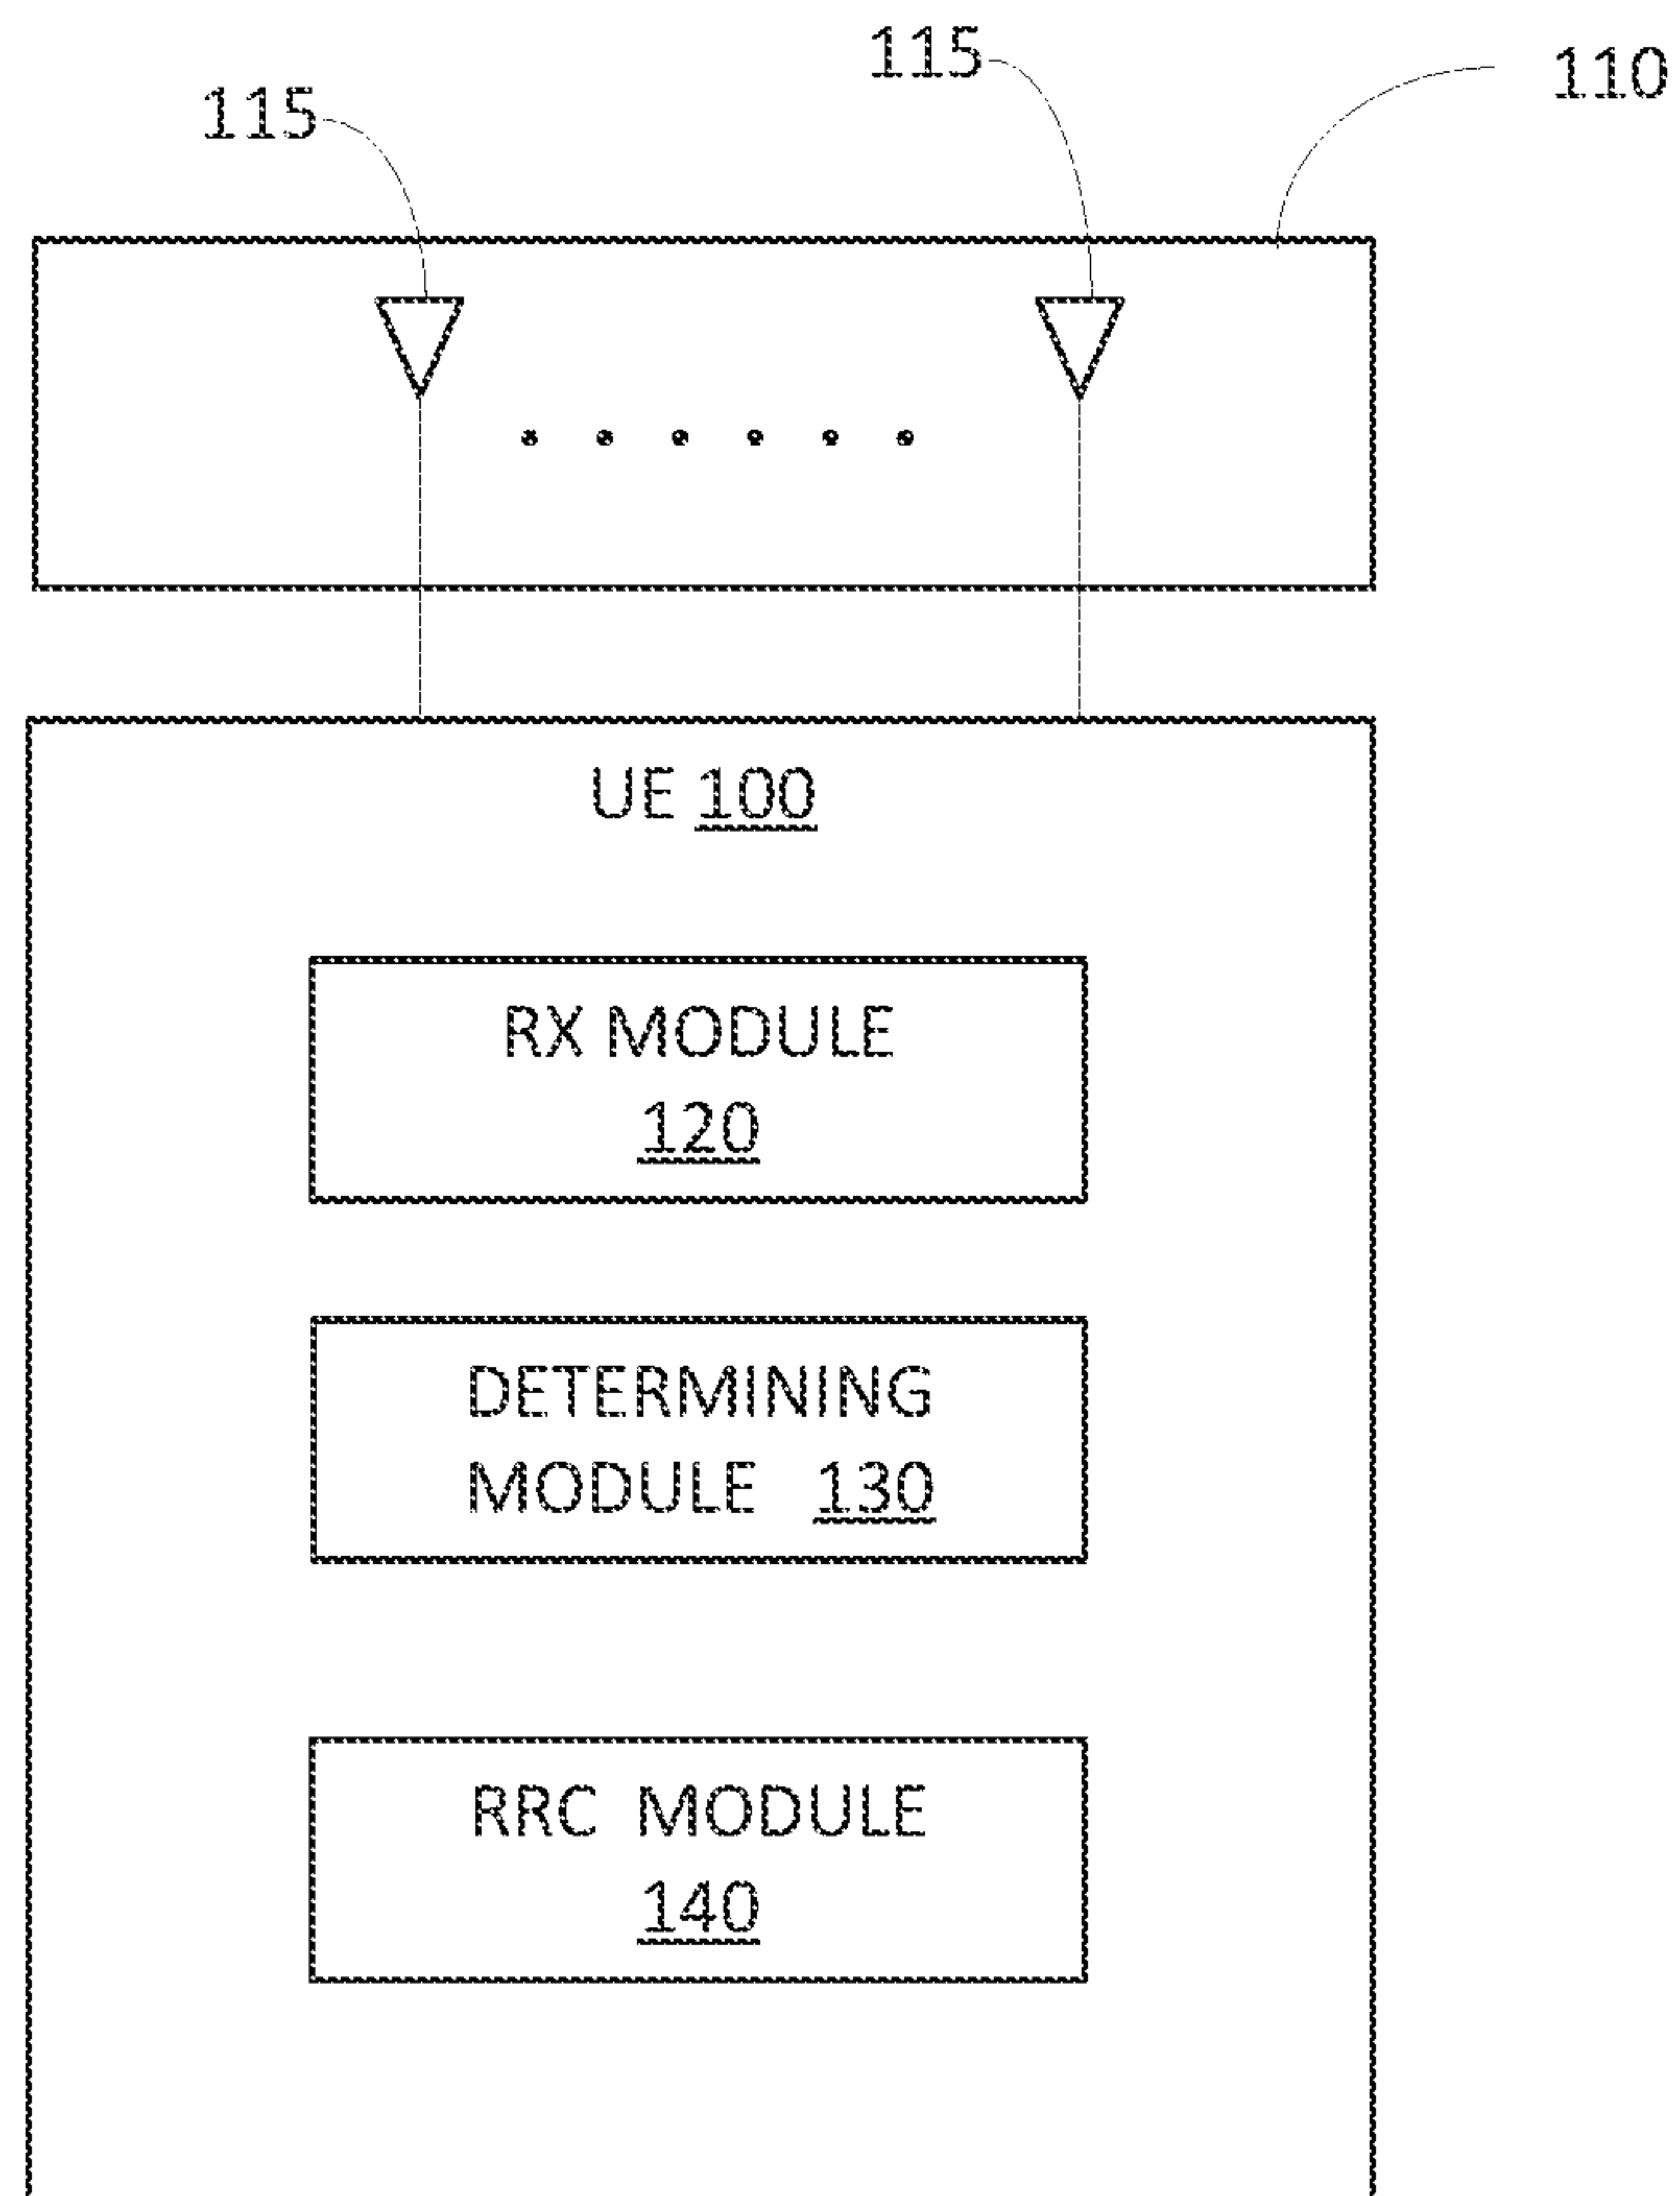 115
115
110
UE 100
RX MODULE
120
DETERMINING
MODULE 130
RRC MODULE
140